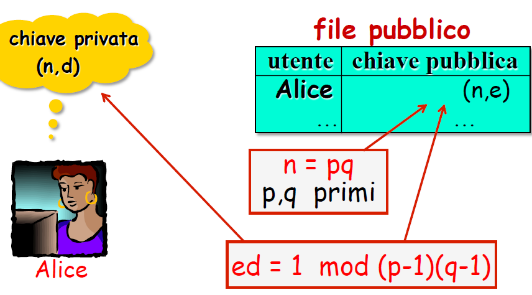 chiave privata
(n,d)
file pubblico
utente chiave pubblica
Alice (n,e)
... ...
n = pq
p,q primi
Alice
ed = 1 mod (p-1)(q-1)